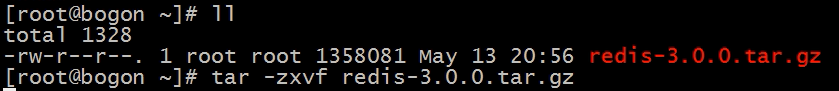 [root@bogon ~]# ll
total 1328
-rw-r--r--. 1 root root 1358081 May 13 20:56 redis-3.0.0.tar.gz
[root@bogon ~]# tar -zxvf redis-3.0.0.tar.gz